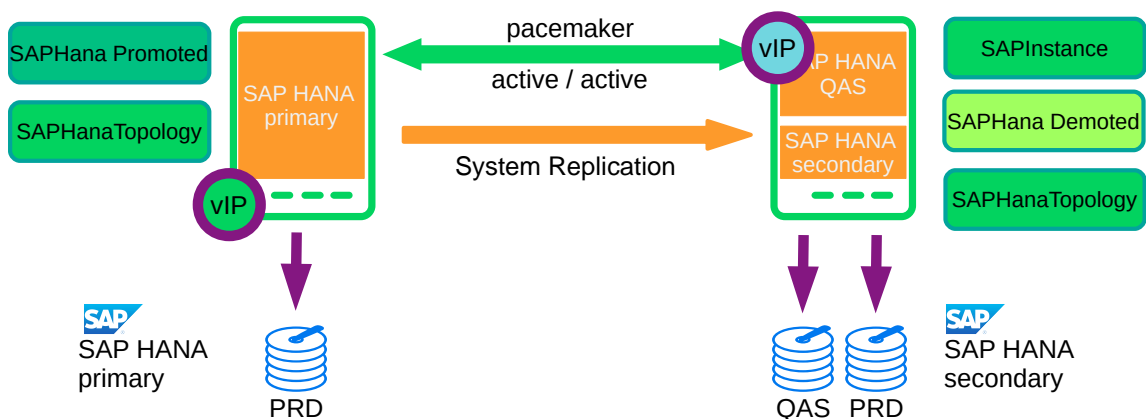 SAPHana Promoted
SAPHanaTopology
SAP HANA
primary
vIP
pacemaker
active / active
System Replication
vIP
SAP HANA
QAS
SAP HANA
secondary
SAPInstance
SAPHana Demoted
SAPHanaTopology
SAP
SAP HANA
primary
PRD
QAS
PRD
SAP
SAP HANA
secondary